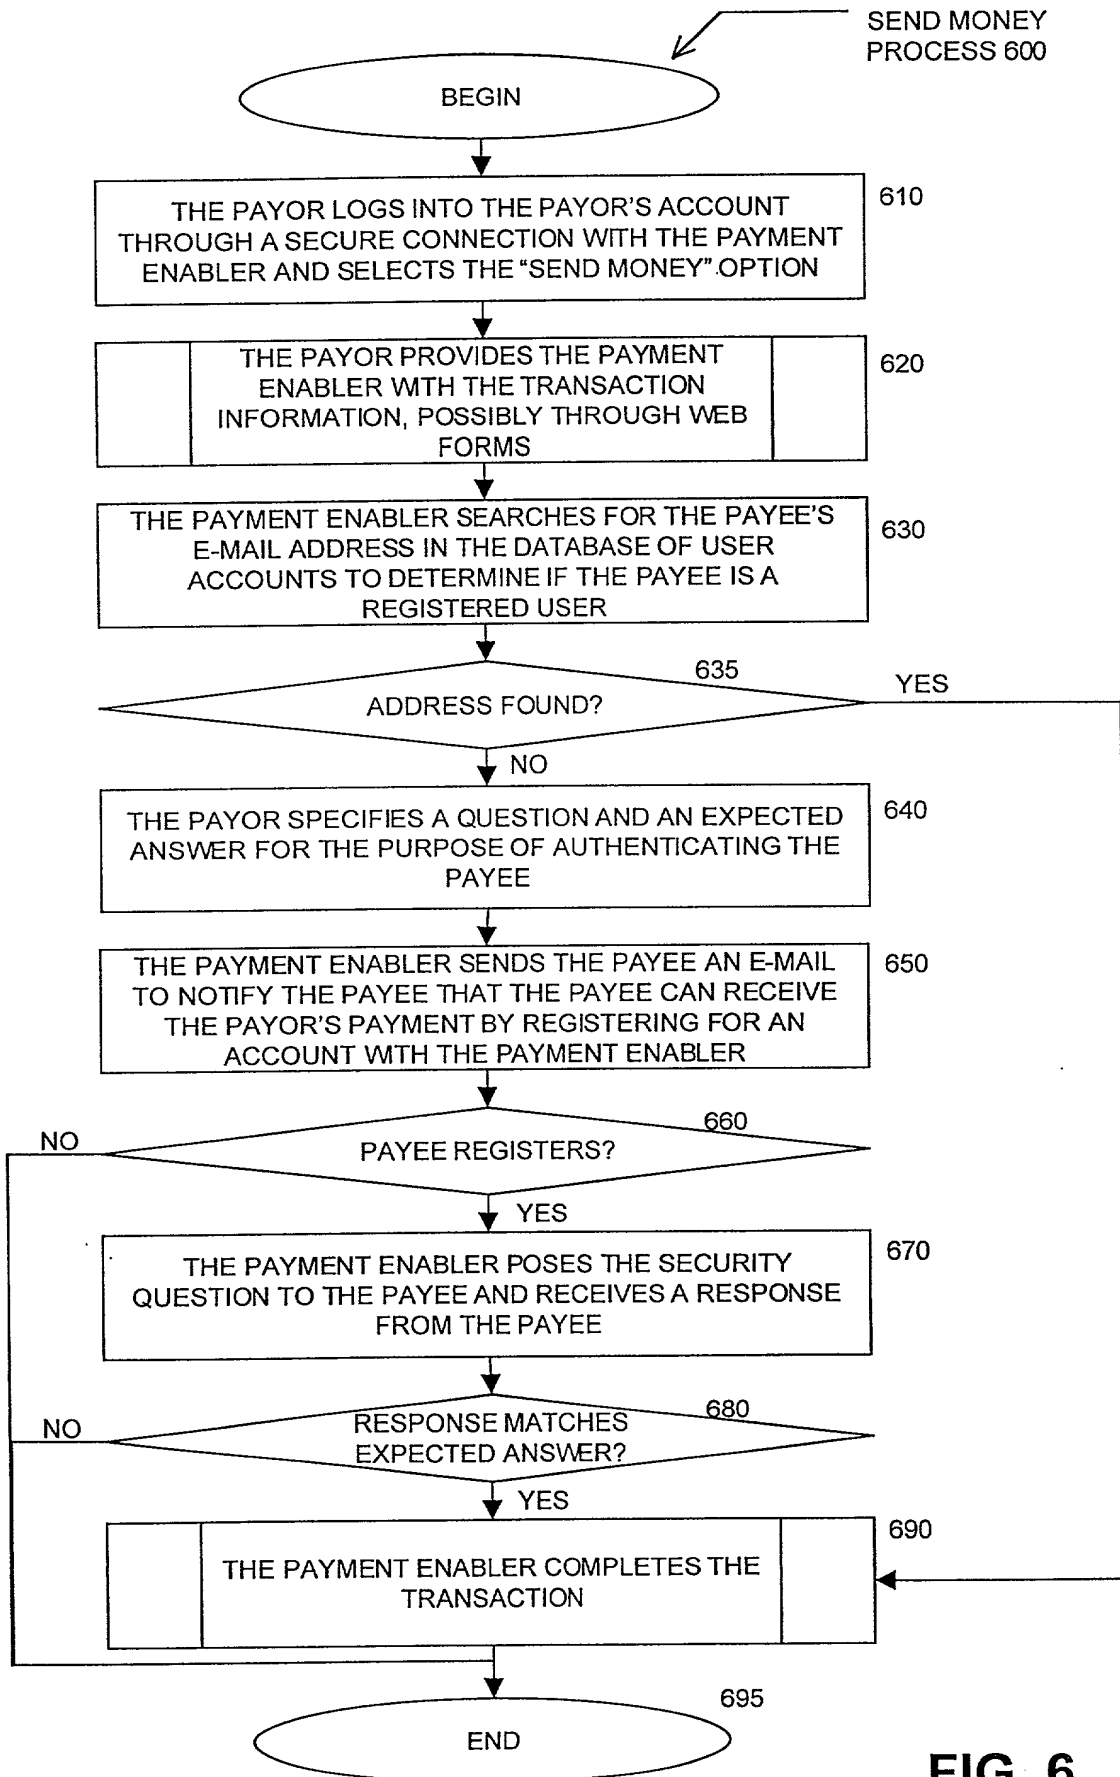 SEND MONEY
PROCESS 600
BEGIN
610
THE PAYOR LOGS INTO THE PAYOR'S ACCOUNT
THROUGH A SECURE CONNECTION WITH THE PAYMENT
ENABLER AND SELECTS THE "SEND MONEY" OPTION
620
THE PAYOR PROVIDES THE PAYMENT
ENABLER WITH THE TRANSACTION
INFORMATION, POSSIBLY THROUGH WEB
FORMS
630
THE PAYMENT ENABLER SEARCHES FOR THE PAYEE'S
E-MAIL ADDRESS IN THE DATABASE OF USER
ACCOUNTS TO DETERMINE IF THE PAYEE IS A
REGISTERED USER
635
YES
ADDRESS FOUND?
NO
640
THE PAYOR SPECIFIES A QUESTION AND AN EXPECTED
ANSWER FOR THE PURPOSE OF AUTHENTICATING THE
PAYEE
650
THE PAYMENT ENABLER SENDS THE PAYEE AN E-MAIL
TO NOTIFY THE PAYEE THAT THE PAYEE CAN RECEIVE
THE PAYOR'S PAYMENT BY REGISTERING FOR AN
ACCOUNT WITH THE PAYMENT ENABLER
660
NO
PAYEE REGISTERS?
YES
670
THE PAYMENT ENABLER POSES THE SECURITY
QUESTION TO THE PAYEE AND RECEIVES A RESPONSE
FROM THE PAYEE
680
NO
RESPONSE MATCHES
EXPECTED ANSWER?
YES
690
THE PAYMENT ENABLER COMPLETES THE
TRANSACTION
695
END
FIG. 6